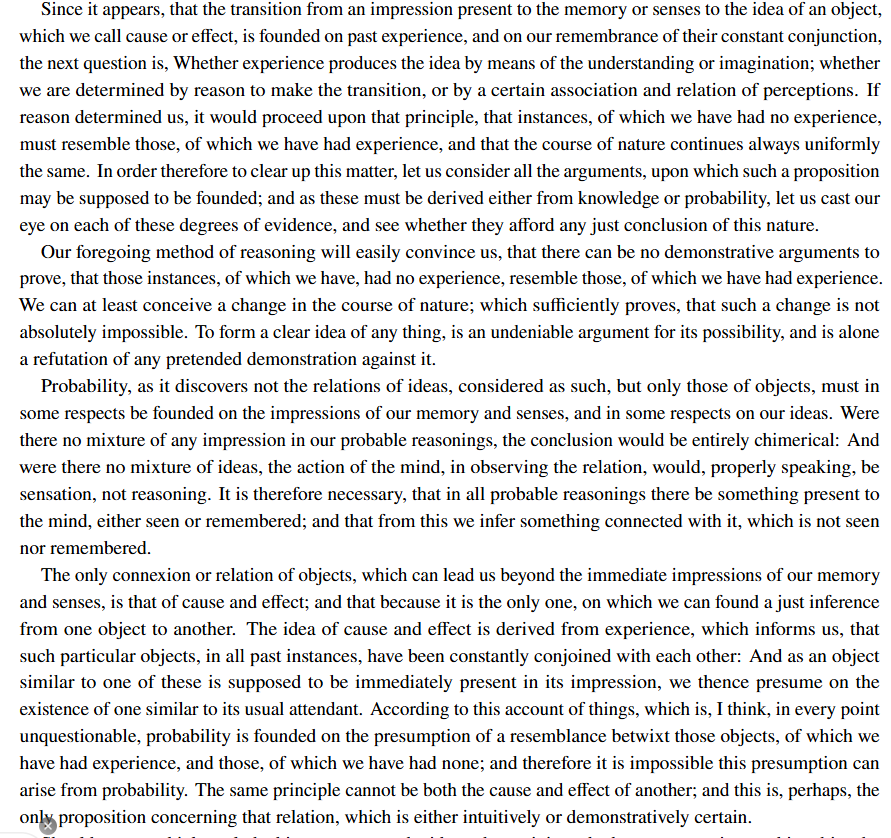 Since it appears, that the transition from an impression present to the memory or senses to the idea of an object,
which we call cause or effect, is founded on past experience, and on our remembrance of their constant conjunction,
the next question is, Whether experience produces the idea by means of the understanding or imagination; whether
we are determined by reason to make the transition, or by a certain association and relation of perceptions. If
reason determined us, it would proceed upon that principle, that instances, of which we have had no experience,
must resemble those, of which we have had experience, and that the course of nature continues always uniformly
the same. In order therefore to clear up this matter, let us consider all the arguments, upon which such a proposition
may be supposed to be founded; and as these must be derived either from knowledge or probability, let us cast our
eye on each of these degrees of evidence, and see whether they afford any just conclusion of this nature.
Our foregoing method of reasoning will easily convince us, that there can be no demonstrative arguments to
prove, that those instances, of which we have, had no experience, resemble those, of which we have had experience.
We can at least conceive a change in the course of nature; which sufficiently proves, that such a change is not
absolutely impossible. To form a clear idea of any thing, is an undeniable argument for its possibility, and is alone
a refutation of any pretended demonstration against it.
Probability, as it discovers not the relations of ideas, considered as such, but only those of objects, must in
some respects be founded on the impressions of our memory and senses, and in some respects on our ideas. Were
there no mixture of any impression in our probable reasonings, the conclusion would be entirely chimerical: And
were there no mixture of ideas, the action of the mind, in observing the relation, would, properly speaking, be
sensation, not reasoning. It is therefore necessary, that in all probable reasonings there be something present to
the mind, either seen or remembered; and that from this we infer something connected with it, which is not seen
nor remembered.
The only connexion or relation of objects, which can lead us beyond the immediate impressions of our memory
and senses, is that of cause and effect; and that because it is the only one, on which we can found a just inference
from one object to another. The idea of cause and effect is derived from experience, which informs us, that
such particular objects, in all past instances, have been constantly conjoined with each other: And as an object
similar to one of these is supposed to be immediately present in its impression, we thence presume on the
existence of one similar to its usual attendant. According to this account of things, which is, I think, in every point
unquestionable, probability is founded on the presumption of a resemblance betwixt those objects, of which we
have had experience, and those, of which we have had none; and therefore it is impossible this presumption can
arise from probability. The same principle cannot be both the cause and effect of another; and this is, perhaps, the
only proposition concerning that relation, which is either intuitively or demonstratively certain.